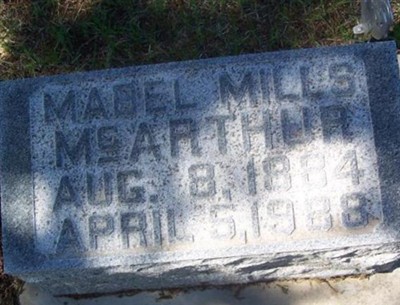 MABEL MILLS
McARTHUR
AUG. 8, 1884
APRIL 5, 1988